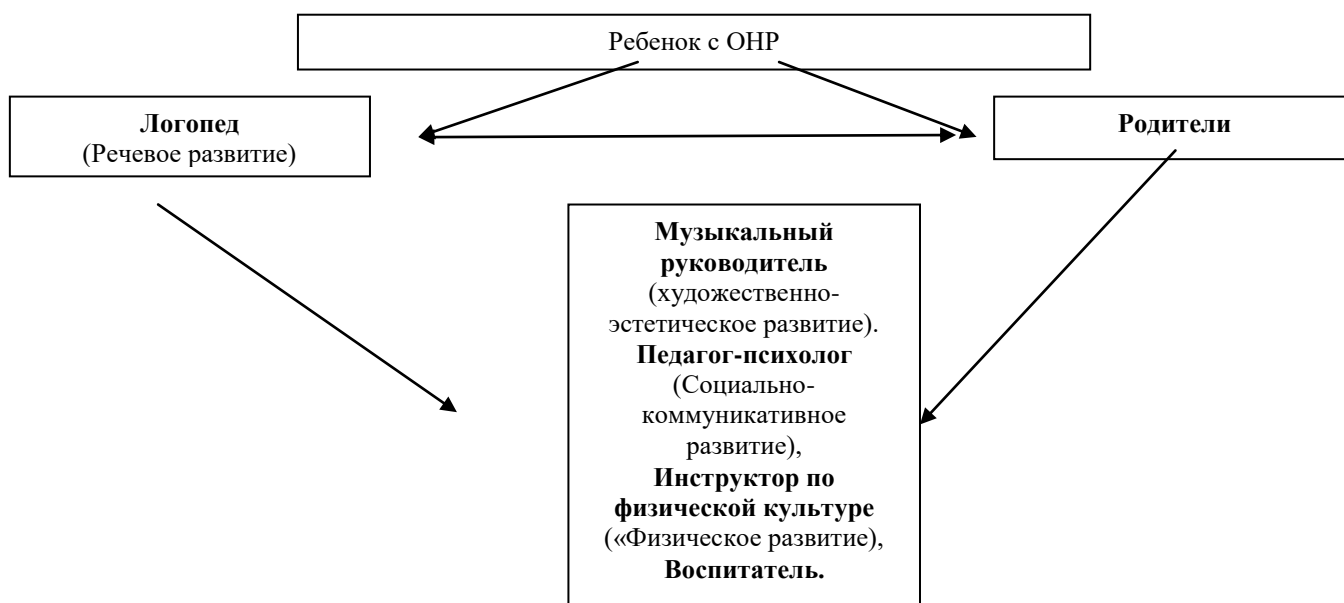 Ребенок с ОНР
Логопед
(Речевое развитие)
Родители
Музыкальный
руководитель
(художественно-
эстетическое развитие).
Педагог-психолог
(Социально-
коммуникативное
развитие),
Инструктор по
физической культуре
(«Физическое развитие),
Воспитатель.